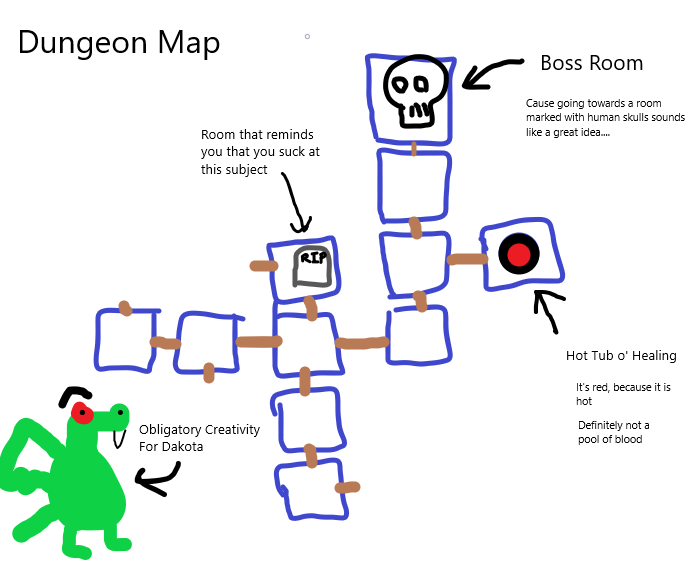 Dungeon Map
Boss Room
Cause going towards a room
marked with human skulls sounds
like a great idea....
Room that reminds
you that you suck at
this subject
RIP
Hot Tub o' Healing
It's red, because it is
hot
Definitely not a
pool of blood
Obligatory Creativity
For Dakota